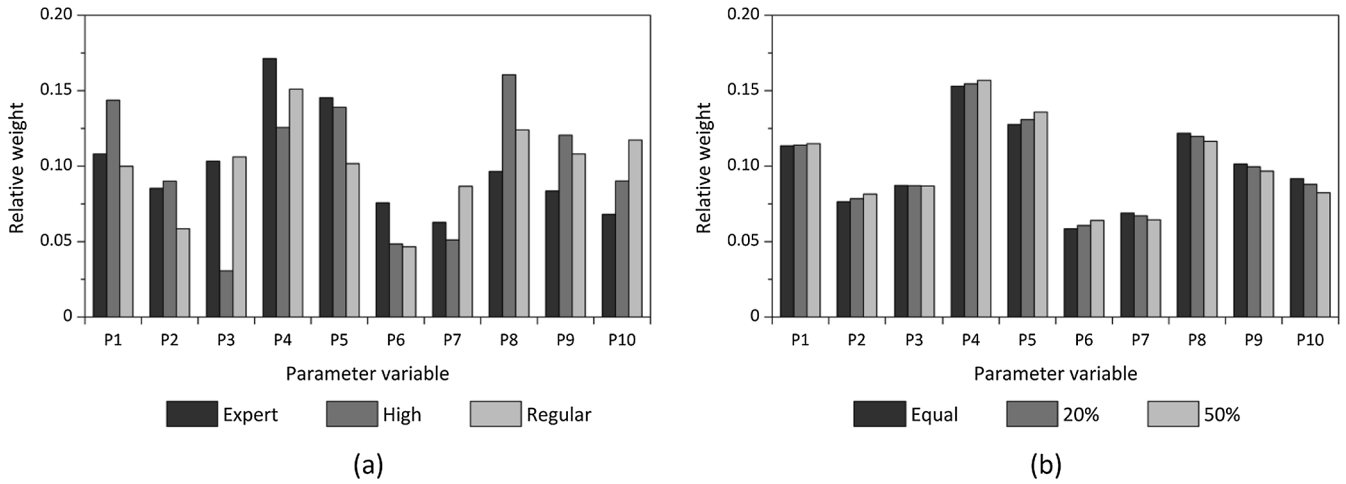 0.20
0.15
0.10
0.05
0
Relative weight
P1 P2 P3 P4 P5 P6 P7 P8 P9 P10
Parameter variable
Expert High Regular
(a)
0.20
0.15
0.10
0.05
0
Relative weight
P1 P2 P3 P4 P5 P6 P7 P8 P9 P10
Parameter variable
Equal 20% 50%
(b)